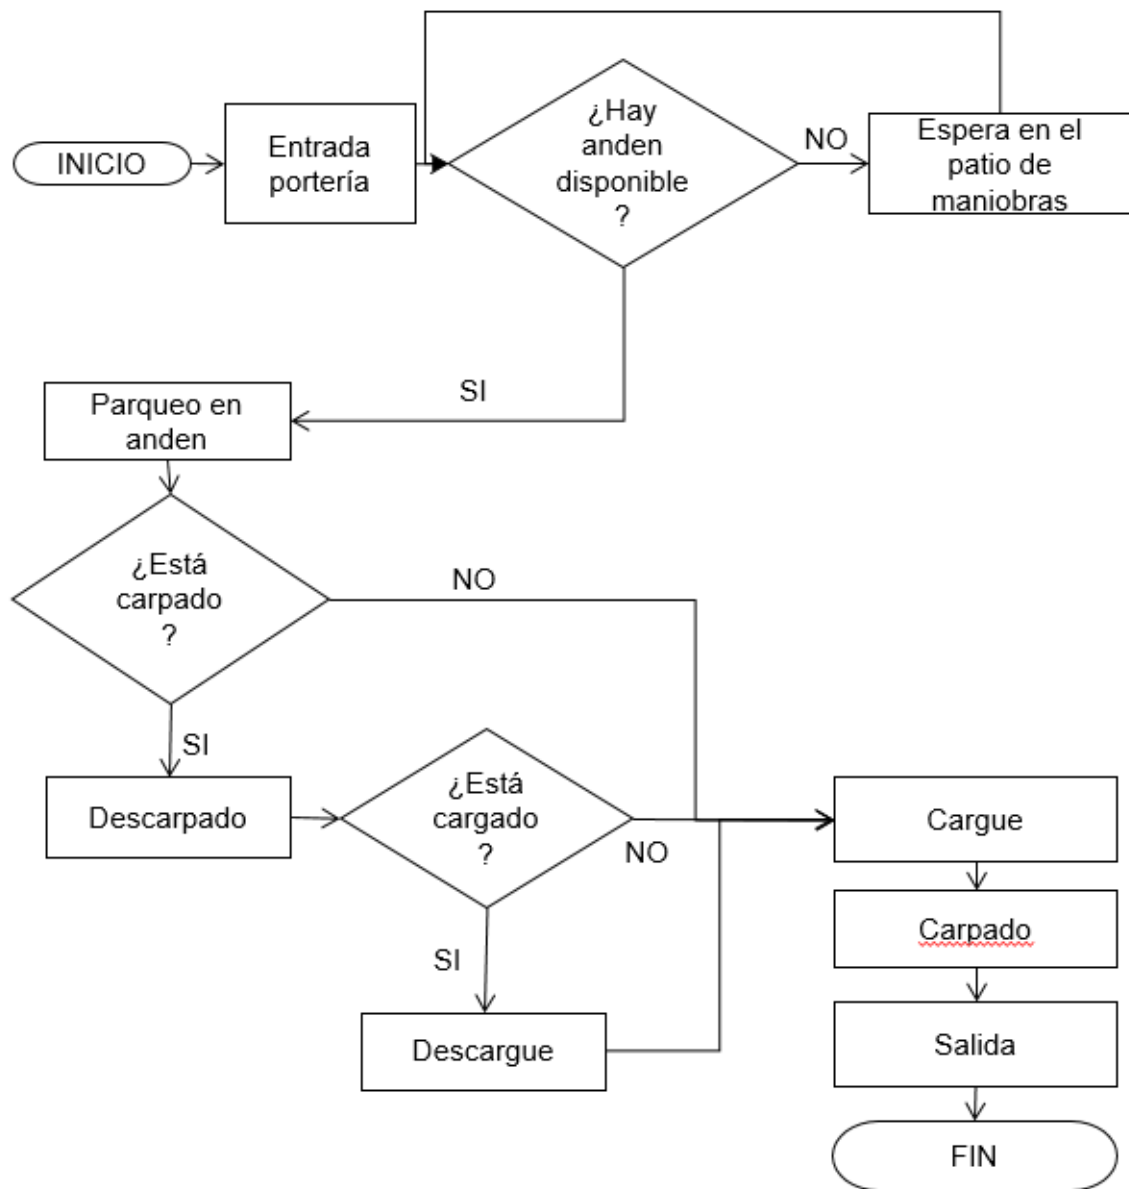 INICIO
Entrada
portería
¿Hay
anden
disponible
?
NO
Espera en el
patio de
maniobras
SI
Parqueo en
anden
¿Está
carpado
?
NO
SI
Descarpado
¿Está
cargado
?
NO
SI
Descargue
Cargue
Carpado
Salida
FIN